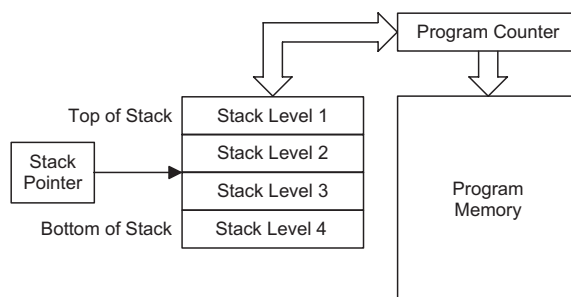 Program Counter
Top of Stack
Stack Level 1
Stack Level 2
Stack
Pointer
Stack Level 3
Program
Memory
Bottom of Stack
Stack Level 4